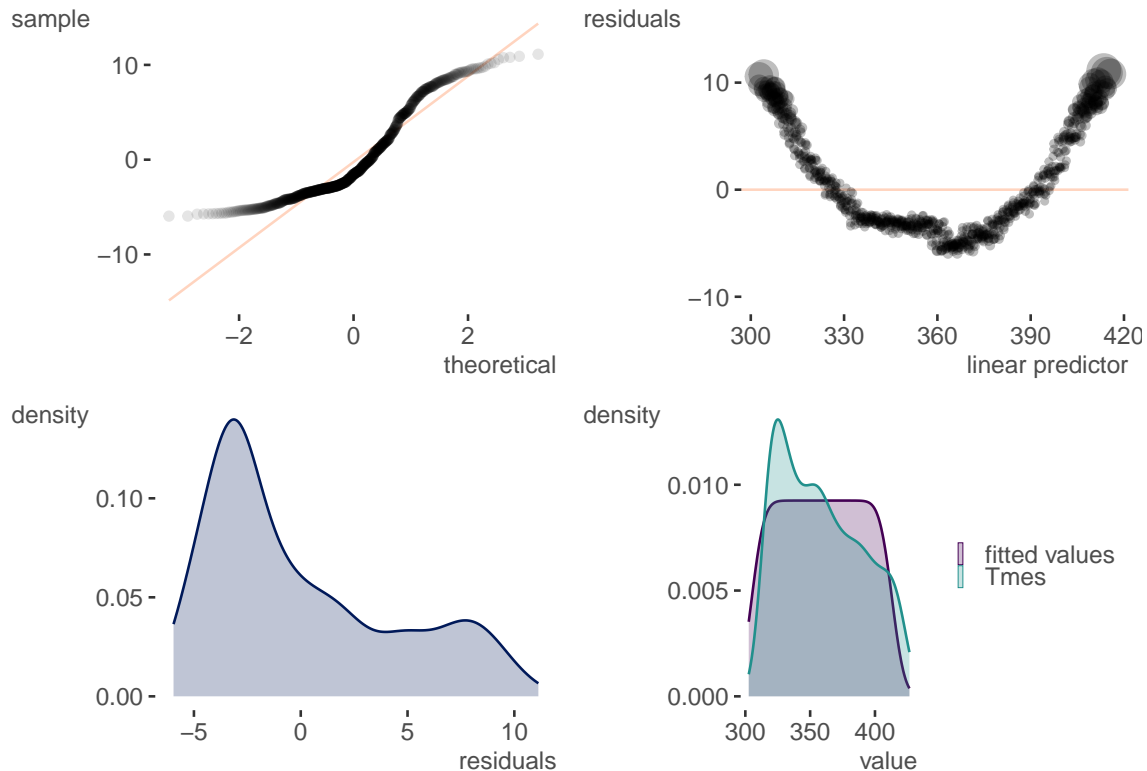 sample
10
0
−10
−2 0 2
theoretical
residuals
10
0
−10
300 330 360 390 420
linear predictor
density
0.10
0.05
0.00
−5 0 5 10
residuals
density
0.010
0.005
0.000
300 350 400
value
fitted values
Tmes